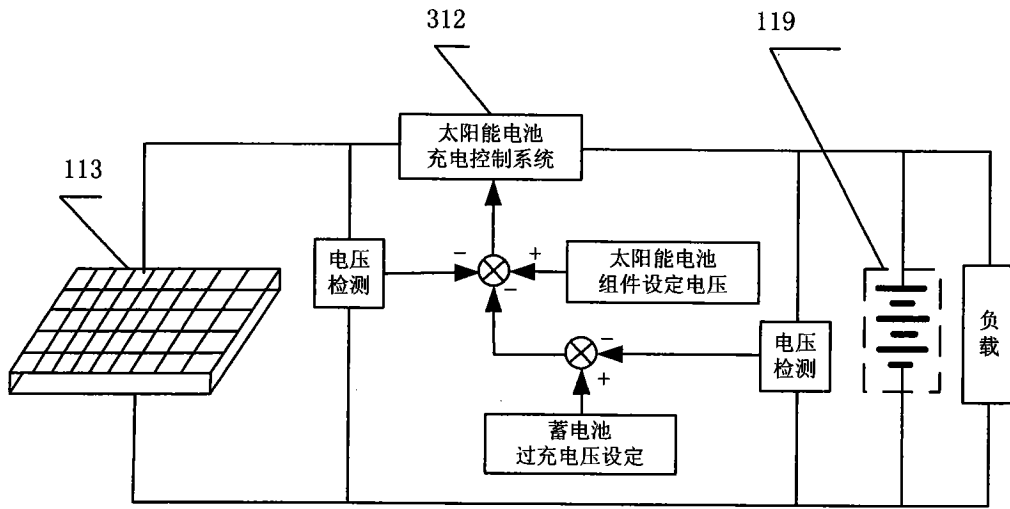 312
119
113
太阳能电池
充电控制系统
电压
检测
太阳能电池
组件设定电压
负
载
电压
检测
蓄电池
过充电压设定
− + −
− +